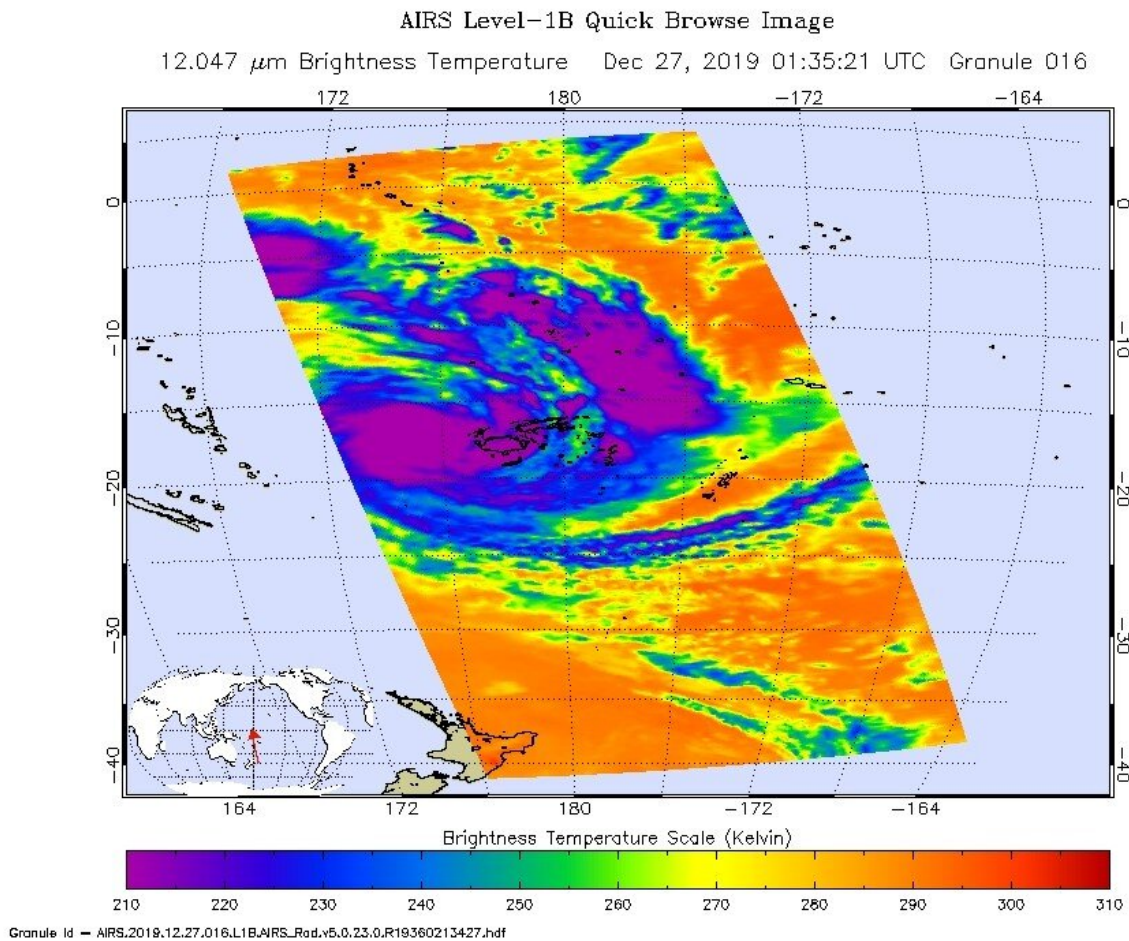 AIRS Level-1B Quick Browse Image
12.047 μm Brightness Temperature Dec 27, 2019 01:35:21 UTC Granule 016
172 180 -172 -164
0 0
-10 -10
-20 -20
-30 -30
-40 -40
164 172 180 -172 -164
Brightness Temperature Scale (Kelvin)
210 220 230 240 250 260 270 280 290 300 310
Granule Id - AIRS.2019.12.27.016.L1B.AIRS_Rad.v5.0.23.0.R19360213427.hdf